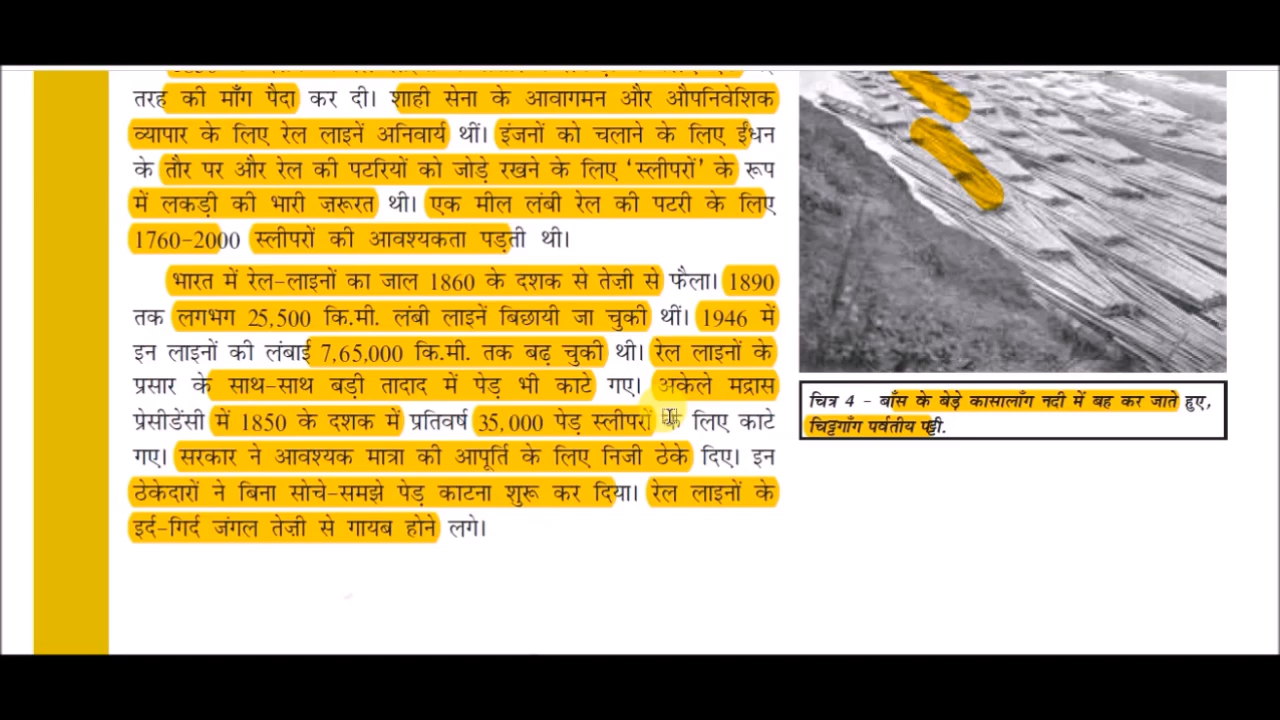 तरह की माँग पैदा कर दी। शाही सेना के आवागमन और औपनिवेशिक
व्यापार के लिए रेल लाइनें अनिवार्य थीं। इंजनों को चलाने के लिए ईंधन
के तौर पर और रेल की पटरियों को जोड़े रखने के लिए ‘स्लीपरों’ के रूप
में लकड़ी की भारी ज़रूरत थी। एक मील लंबी रेल की पटरी के लिए
1760-2000 स्लीपरों की आवश्यकता पड़ती थी।
भारत में रेल-लाइनों का जाल 1860 के दशक से तेज़ी से फैला। 1890
तक लगभग 25,500 कि.मी. लंबी लाइनें बिछायी जा चुकी थीं। 1946 में
इन लाइनों की लंबाई 7,65,000 कि.मी. तक बढ़ चुकी थी। रेल लाइनों के
प्रसार के साथ-साथ बड़ी तादाद में पेड़ भी काटे गए। अकेले मद्रास
प्रेसीडेंसी में 1850 के दशक में प्रतिवर्ष 35,000 पेड़ स्लीपरों लिए काटे
गए। सरकार ने आवश्यक मात्रा की आपूर्ति के लिए निजी ठेके दिए। इन
ठेकेदारों ने बिना सोचे-समझे पेड़ काटना शुरू कर दिया। रेल लाइनों के
इर्द-गिर्द जंगल तेज़ी से गायब होने लगे।
चित्र 4 - बाँस के बेड़े कासालाँग नदी में बह कर जाते हुए,
चिट्टगाँग पर्वतीय पट्टी.